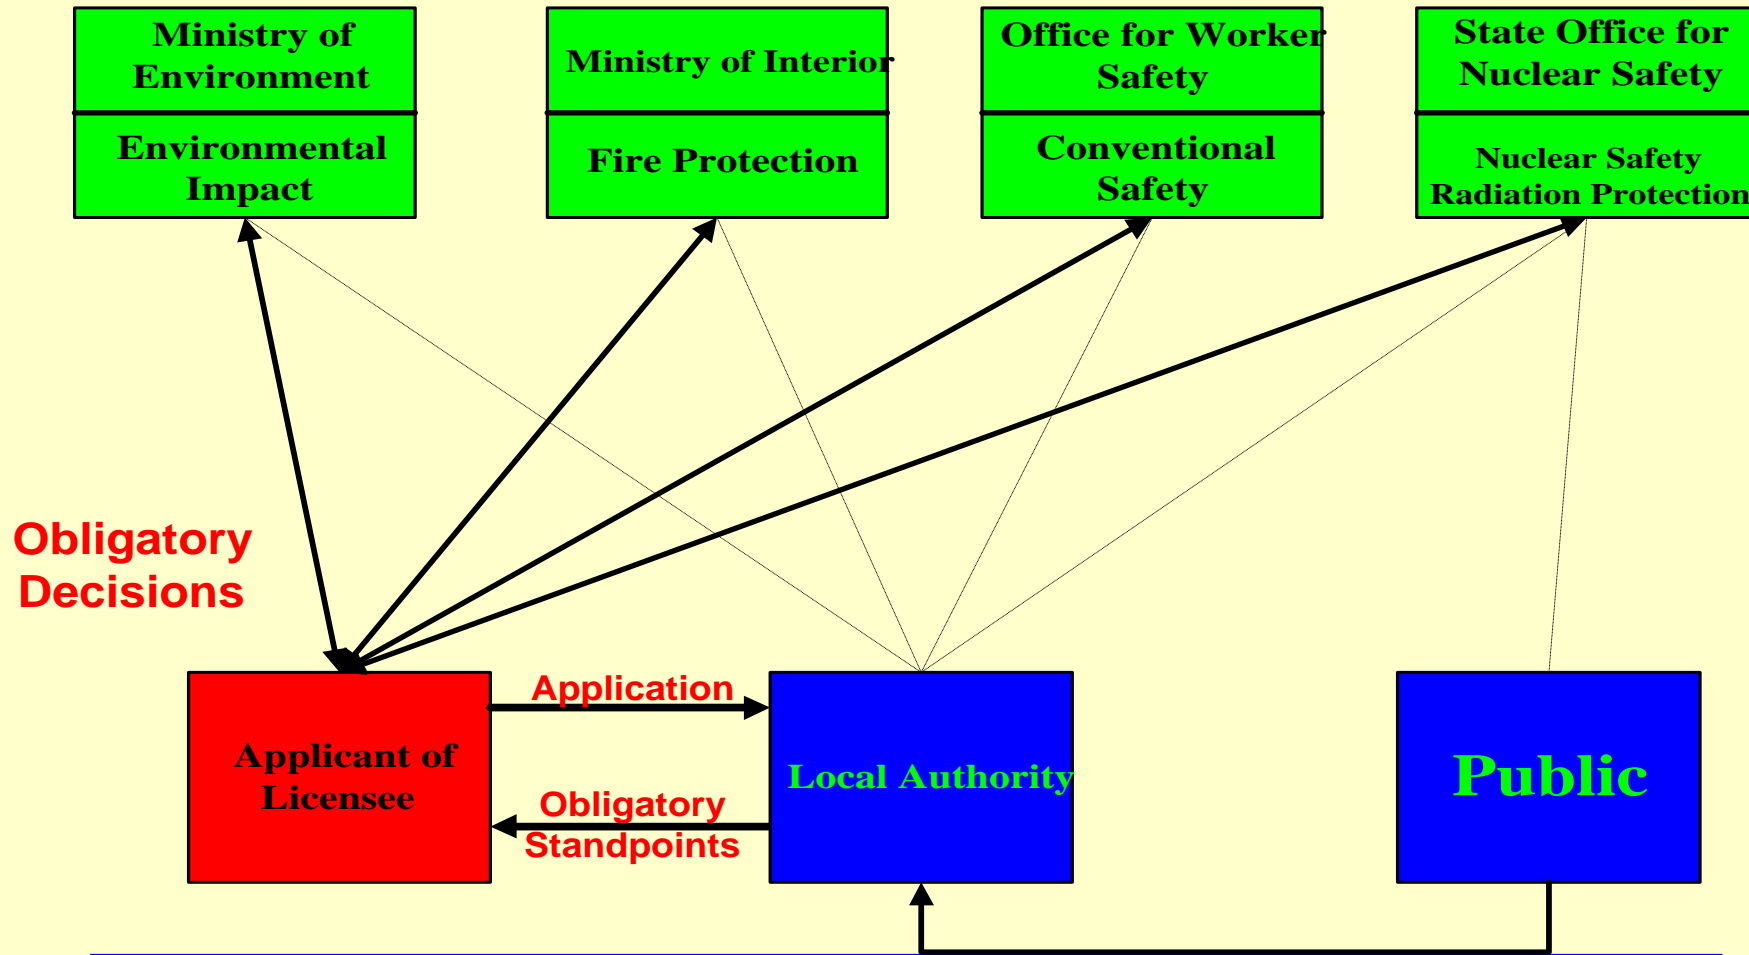 Ministry of
Environment
Environmental
Impact
Ministry of Interior
Fire Protection
Office for Worker
Safety
Conventional
Safety
State Office for
Nuclear Safety
Nuclear Safety
Radiation Protection
Obligatory
Decisions
Applicant of
Licensee
Application
Obligatory
Standpoints
Local Authority
Public